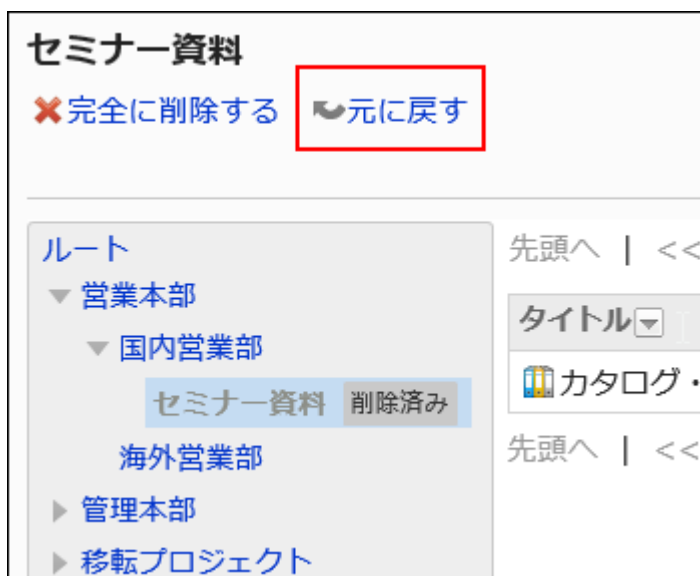 セミナー資料
完全に削除する 元に戻す
ルート
営業本部
国内営業部
セミナー資料 削除済み
海外営業部
管理本部
移転プロジェクト
先頭へ | <<
タイトル
カタログ・
先頭へ | <<